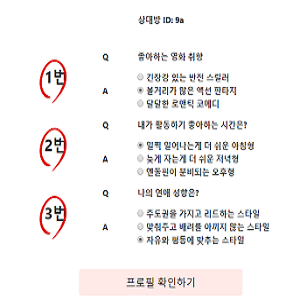 상대방 ID: 9a
1번
Q 좋아하는 영화 취향
A
긴장감 있는 반전 스릴러
볼거리가 많은 액션 판타지
달달한 로맨틱 코메디
2번
Q 내가 활동하기 좋아하는 시간은?
A
일찍 일어나는게 더 쉬운 아침형
늦게 자는게 더 쉬운 저녁형
엔돌핀이 분비되는 오후형
3번
Q 나의 연애 성향은?
A
주도권을 가지고 리드하는 스타일
맞춰주고 배려를 아끼지 않는 스타일
자유와 평등에 맞추는 스타일
프로필 확인하기